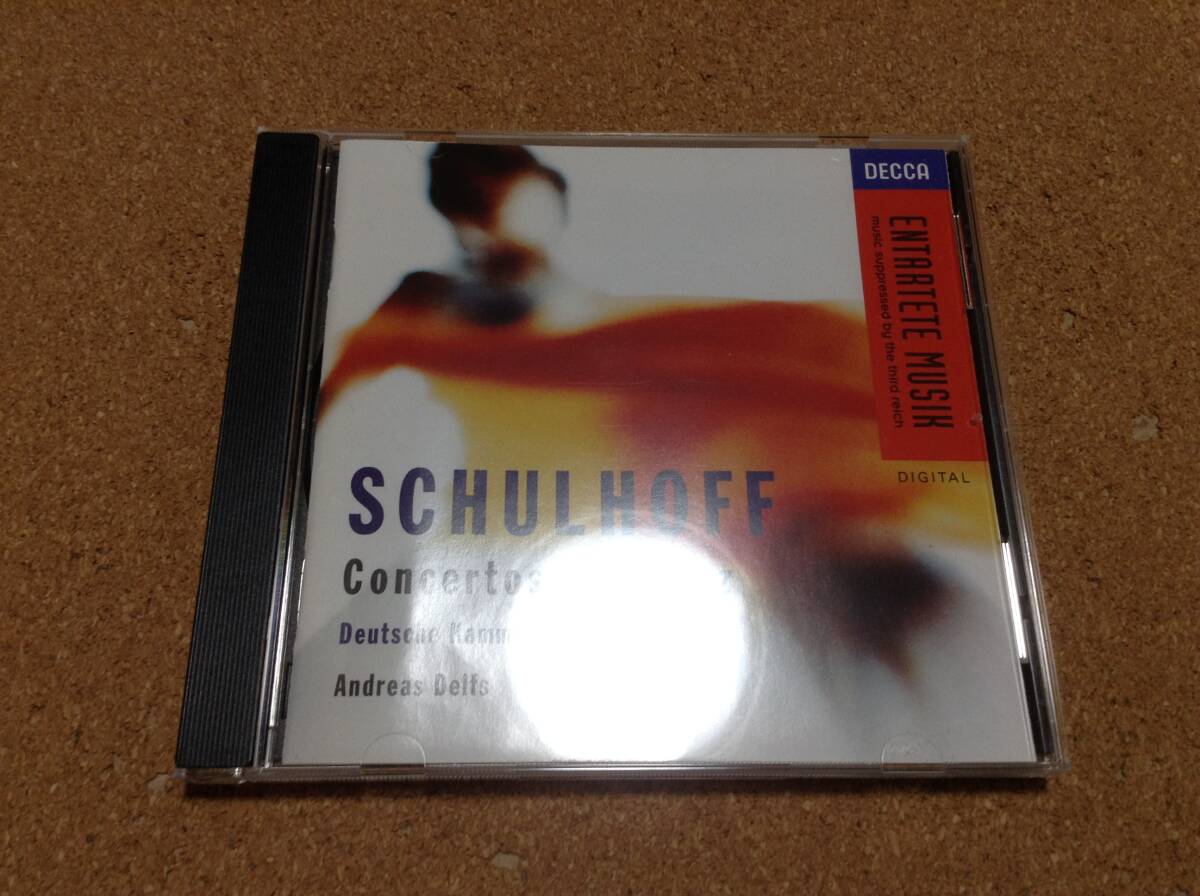 DECCA
ENTARTETE MUSIK
music suppressed by the third reich
DIGITAL
SCHULHOFF
Concertos
Deutsche
Andreas Delfs